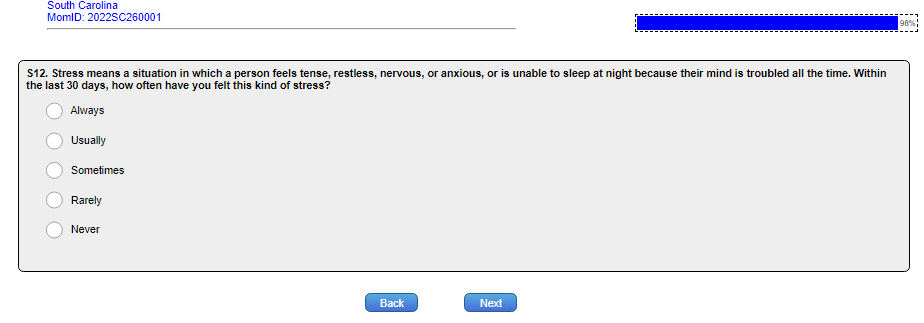 South Carolina
MomID: 2022SC260001
98%
S12. Stress means a situation in which a person feels tense, restless, nervous, or anxious, or is unable to sleep at night because their mind is troubled all the time. Within
the last 30 days, how often have you felt this kind of stress?
Always
Usually
Sometimes
Rarely
Never
Back Next